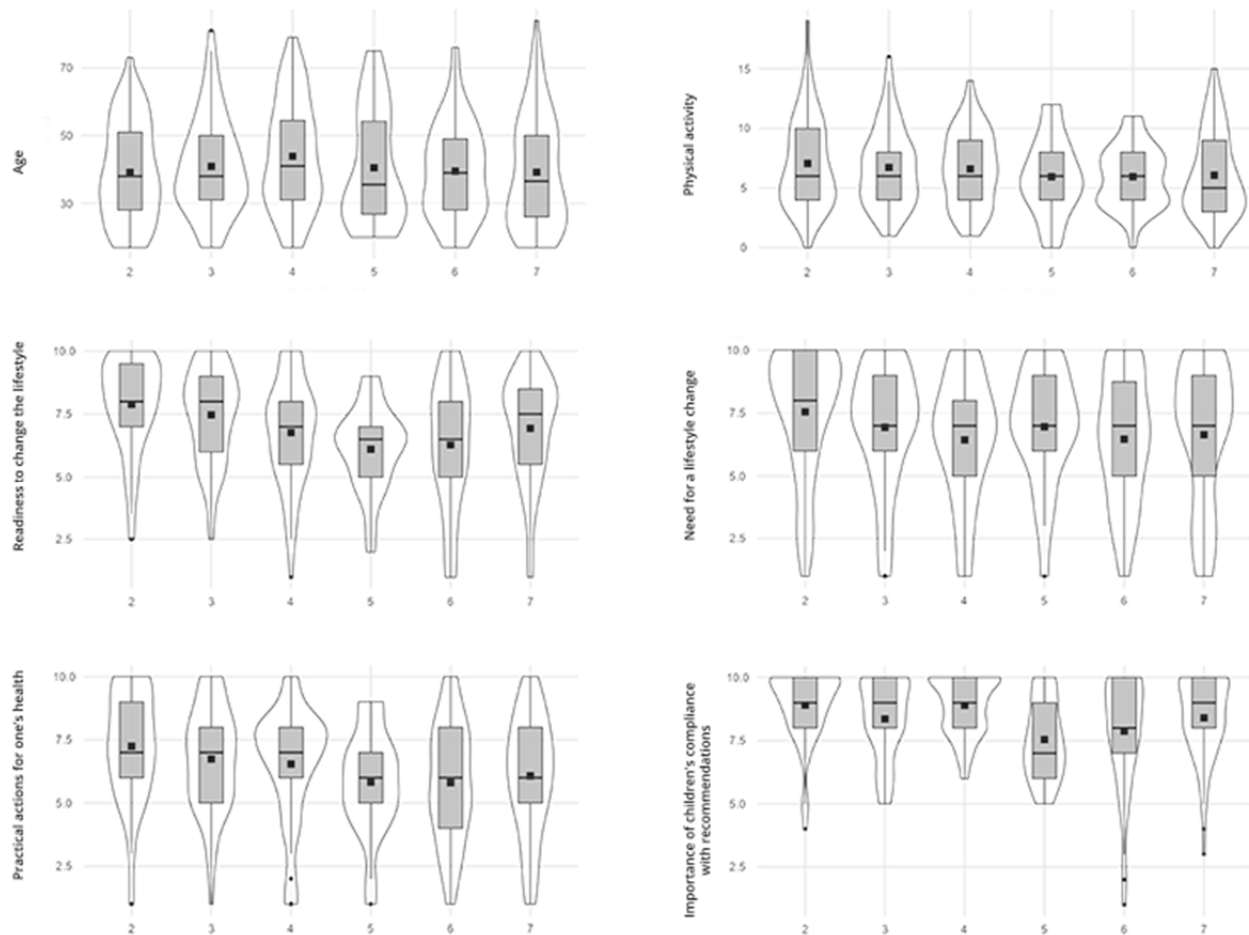 Age
70
50
30
2 3 4 5 6 7
Physical activity
15
10
5
0
2 3 4 5 6 7
Readiness to change the lifestyle
10.0
7.5
5.0
2.5
2 3 4 5 6 7
Need for a lifestyle change
10.0
7.5
5.0
2.5
2 3 4 5 6 7
Practical actions for one's health
10.0
7.5
5.0
2.5
2 3 4 5 6 7
Importance of children's compliance
with recommendations
10.0
7.5
5.0
2.5
2 3 4 5 6 7